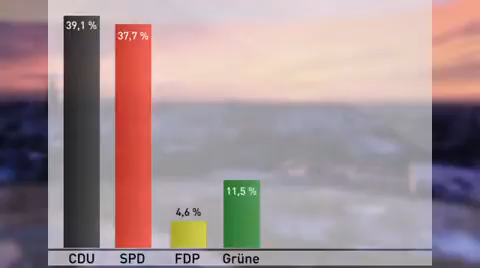 39,1 %
37,7 %
4,6 %
11,5 %
CDU SPD FDP Grüne